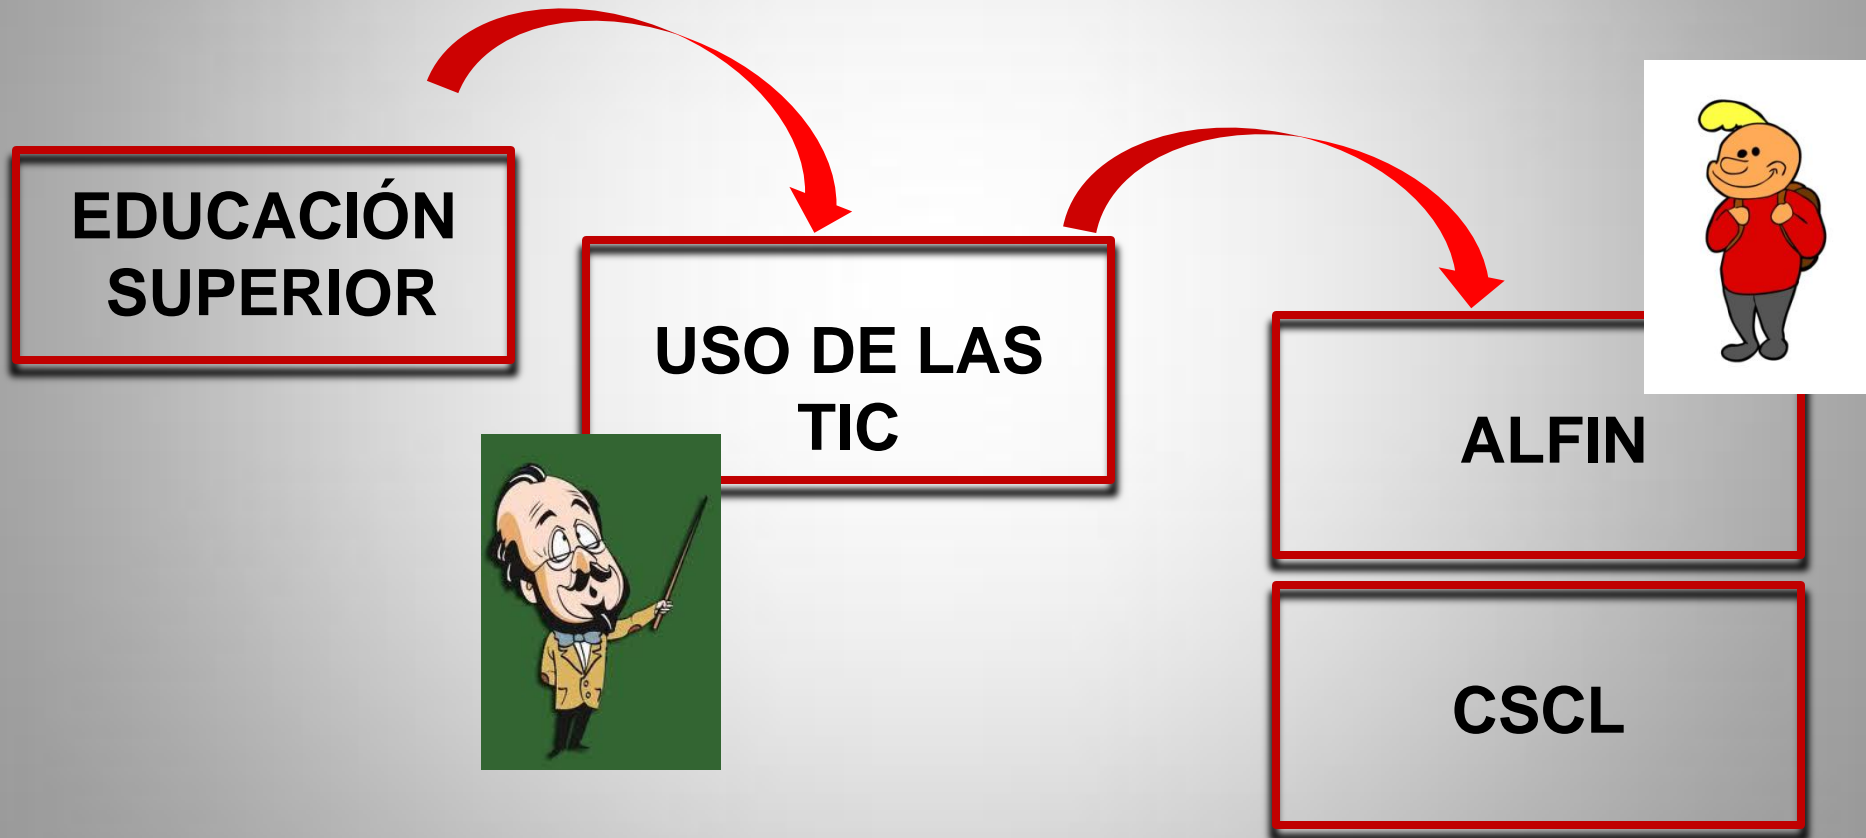 EDUCACIÓN
SUPERIOR
USO DE LAS
TIC
ALFIN
CSCL